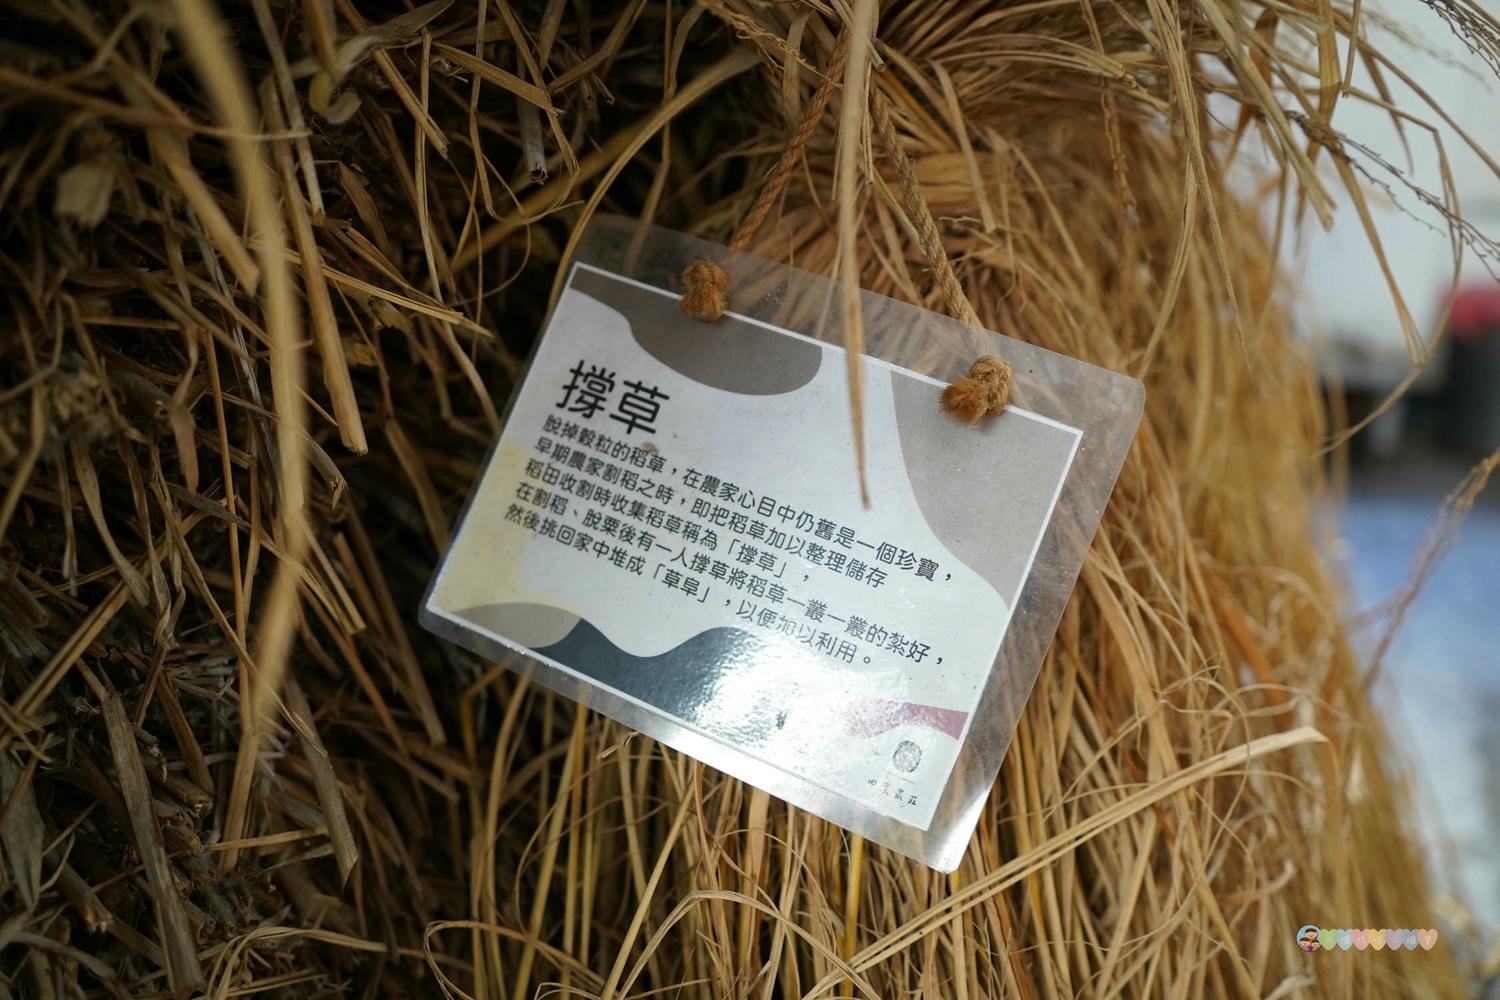 撐草
脫掉穀粒的稻草，在農家心目中仍舊是一個珍寶，
早期農家割稻之時，即把稻草加以整理儲存
稻田收割時收集稻草稱為「撐草」，
在割稻、脫粟後有一人撐草將稻草一叢一叢的紮好，
然後挑回家中堆成「草皐」，以便加以利用。